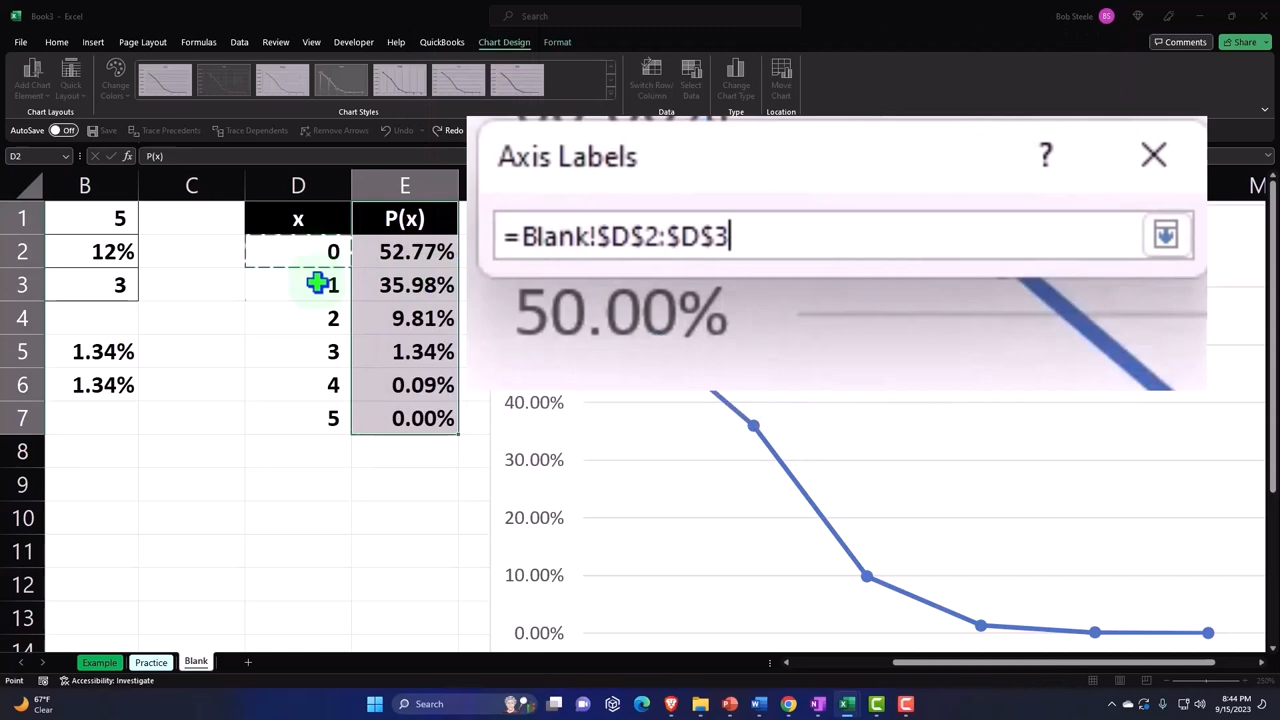 Book3 - Excel
Search
Bob Steele
BS
File
Home
Insert
Page Layout
Formulas
Data
Review
View
Developer
Help
QuickBooks
Chart Design
Format
Comments
Share
Add Chart
Element
Quick
Layout
Change
Colors
Switch Row/
Column
Select
Data
Change
Chart Type
Move
Chart
Chart Layouts
Chart Styles
Data
Type
Location
AutoSave
Off
Save
Trace Precedents
Trace Dependents
Remove Arrows
Undo
Redo
D2
fx
P(x)
Axis Labels
?
=Blank!$D$2:$D$3
50.00%
B C D E M
1 5 x P(x)
2 12% 0 52.77%
3 3 1 35.98%
4 2 9.81%
5 1.34% 3 1.34%
6 1.34% 4 0.09%
7 5 0.00%
8
9
10
11
12
13
14
40.00%
30.00%
20.00%
10.00%
0.00%
Example
Practice
Blank
Point
Accessibility: Investigate
250%
67°F
Clear
Search
8:44 PM
9/15/2023